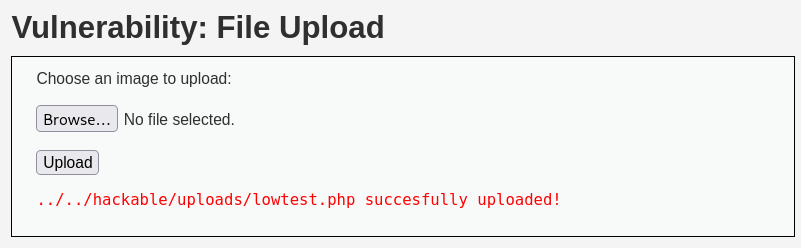 Vulnerability: File Upload
Choose an image to upload:
Browse... No file selected.
Upload
../../hackable/uploads/lowtest.php succesfully uploaded!